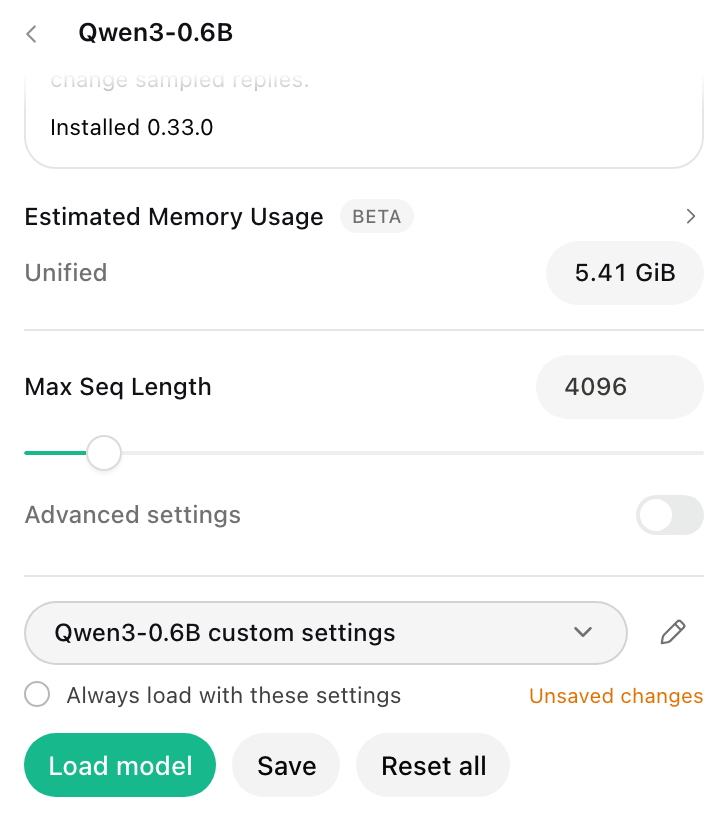 Qwen3-0.6B
change sampled replies.
Installed 0.33.0
Estimated Memory Usage BETA
Unified 5.41 GiB
Max Seq Length 4096
Advanced settings
Qwen3-0.6B custom settings
Always load with these settings Unsaved changes
Load model Save Reset all